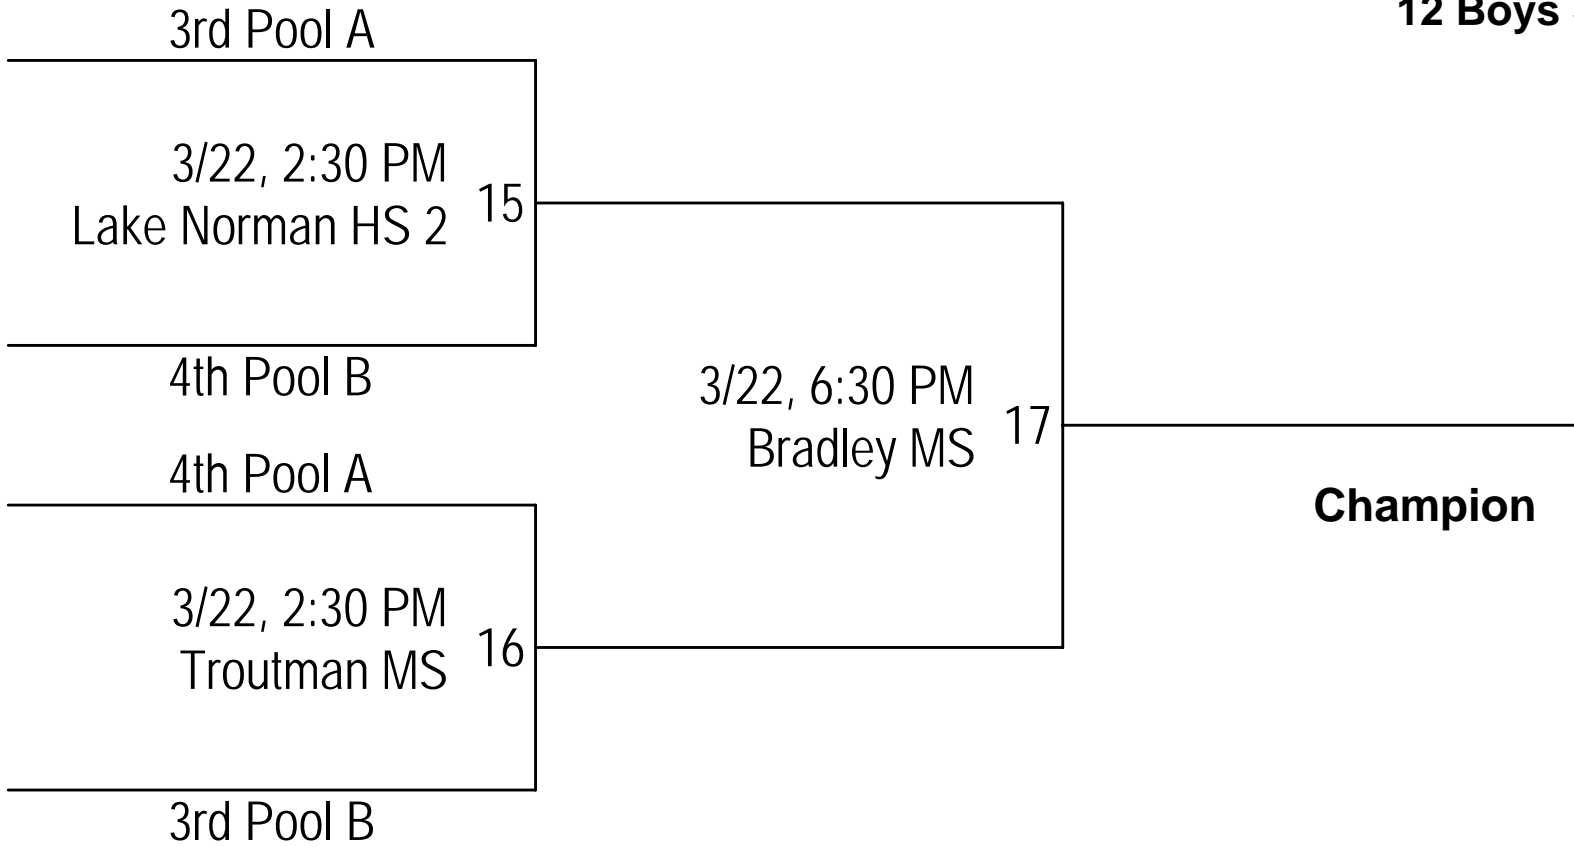 12 Boys
3rd Pool A
3/22, 2:30 PM
Lake Norman HS 2
15
4th Pool B
3/22, 6:30 PM
Bradley MS
17
4th Pool A
Champion
3/22, 2:30 PM
Troutman MS
16
3rd Pool B